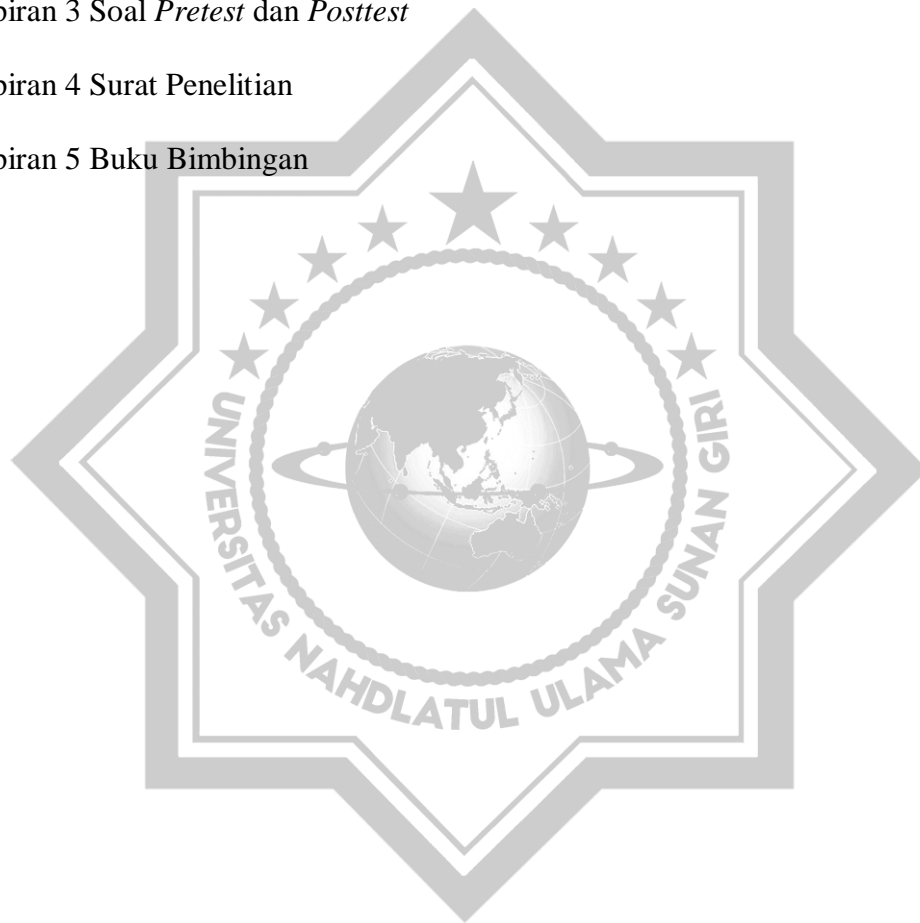 piran 3 Soal Pretest dan Posttest
piran 4 Surat Penelitian
piran 5 Buku Bimbingan
UNIVERSITAS NAHDLATUL ULAMA SUNAN GIRI